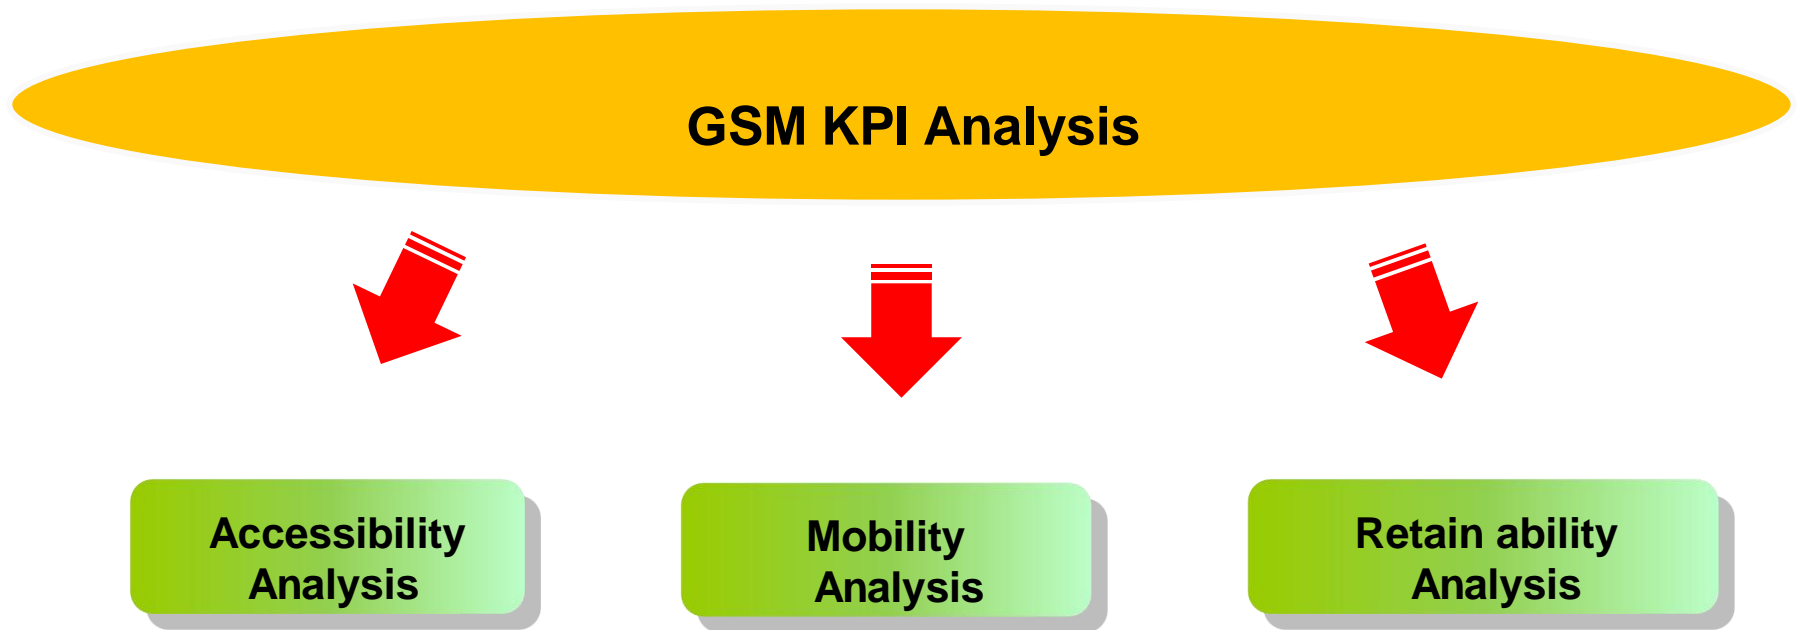 GSM KPI Analysis
Accessibility
Analysis
Mobility
Analysis
Retain ability
Analysis